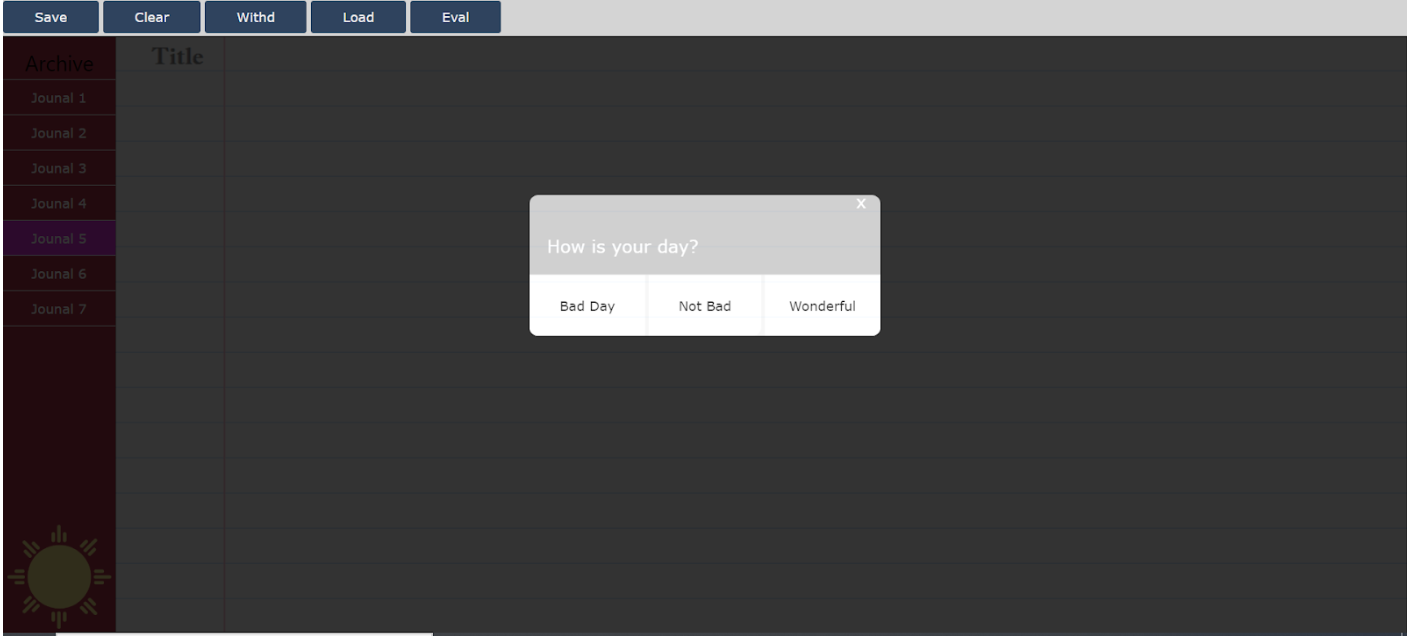 Save Clear Withd Load Eval
Archive
Title
Jounal 1
Jounal 2
Jounal 3
Jounal 4
Jounal 5
Jounal 6
Jounal 7
X
How is your day?
Bad Day Not Bad Wonderful